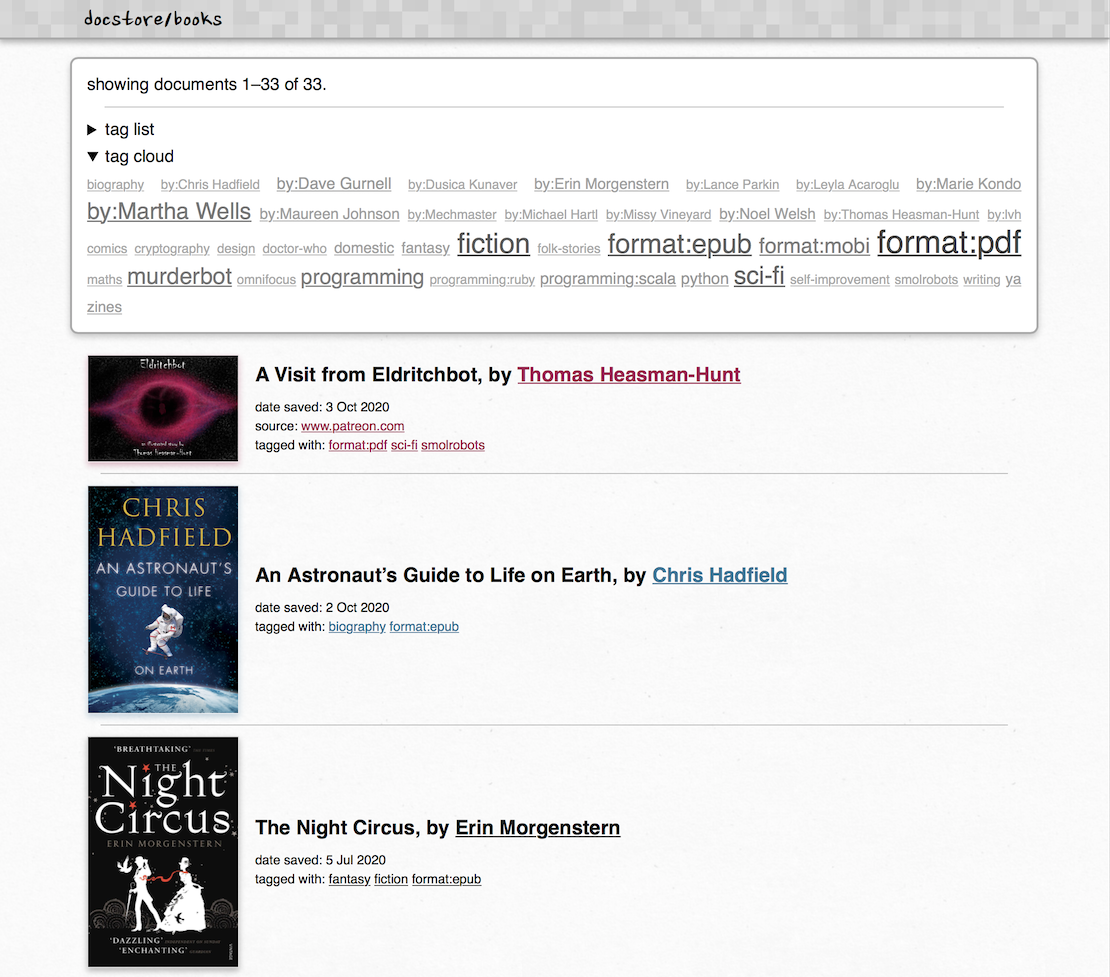 docstore/books
showing documents 1–33 of 33.
▶ tag list
▼ tag cloud
biography by:Chris Hadfield by:Dave Gurnell by:Dusica Kunaver by:Erin Morgenstern by:Lance Parkin by:Leyla Acaroglu by:Marie Kondo
by:Martha Wells by:Maureen Johnson by:Mechmaster by:Michael Hartl by:Missy Vineyard by:Noel Welsh by:Thomas Heasman-Hunt by:lvh
comics cryptography design doctor-who domestic fantasy fiction folk-stories format:epub format:mobi format:pdf
maths murderbot omnifocus programming programming:ruby programming:scala python sci-fi self-improvement smolrobots writing ya
zines
Eldritchbot
an illustrated story by
Thomas Heasman-Hunt
A Visit from Eldritchbot, by Thomas Heasman-Hunt
date saved: 3 Oct 2020
source: www.patreon.com
tagged with: format:pdf sci-fi smolrobots
CHRIS
HADFIELD
AN ASTRONAUT'S
GUIDE TO LIFE
ON EARTH
An Astronaut’s Guide to Life on Earth, by Chris Hadfield
date saved: 2 Oct 2020
tagged with: biography format:epub
'BREATHTAKING'
THE
Night
Circus
ERIN MORGENSTERN
'DAZZLING'
'ENCHANTING'
The Night Circus, by Erin Morgenstern
date saved: 5 Jul 2020
tagged with: fantasy fiction format:epub